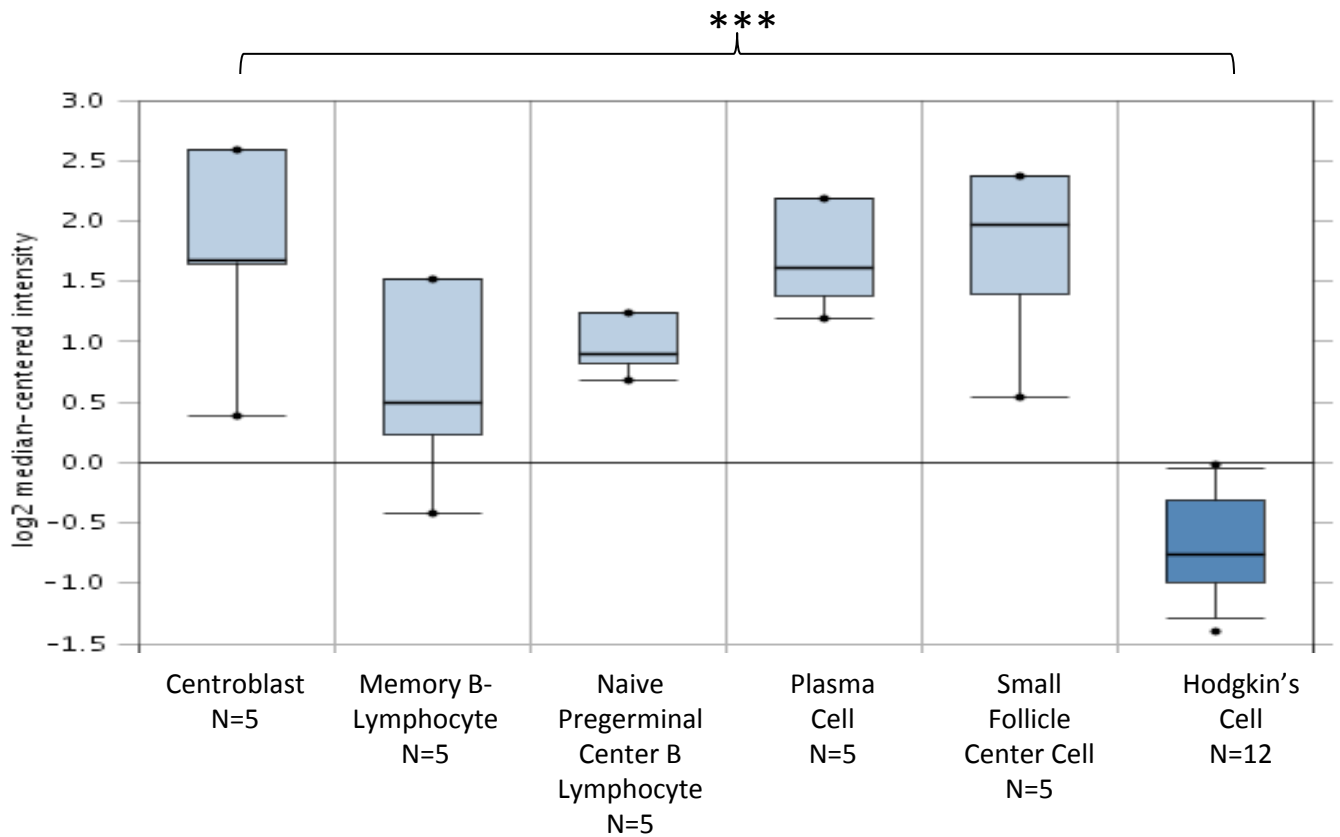 ***
3.0
2.5
2.0
1.5
1.0
0.5
0.0
-0.5
-1.0
-1.5
log2 median-centered intensity
Centroblast
N=5
Memory B-
Lymphocyte
N=5
Naive
Pregerminal
Center B
Lymphocyte
N=5
Plasma
Cell
N=5
Small
Follicle
Center Cell
N=5
Hodgkin’s
Cell
N=12